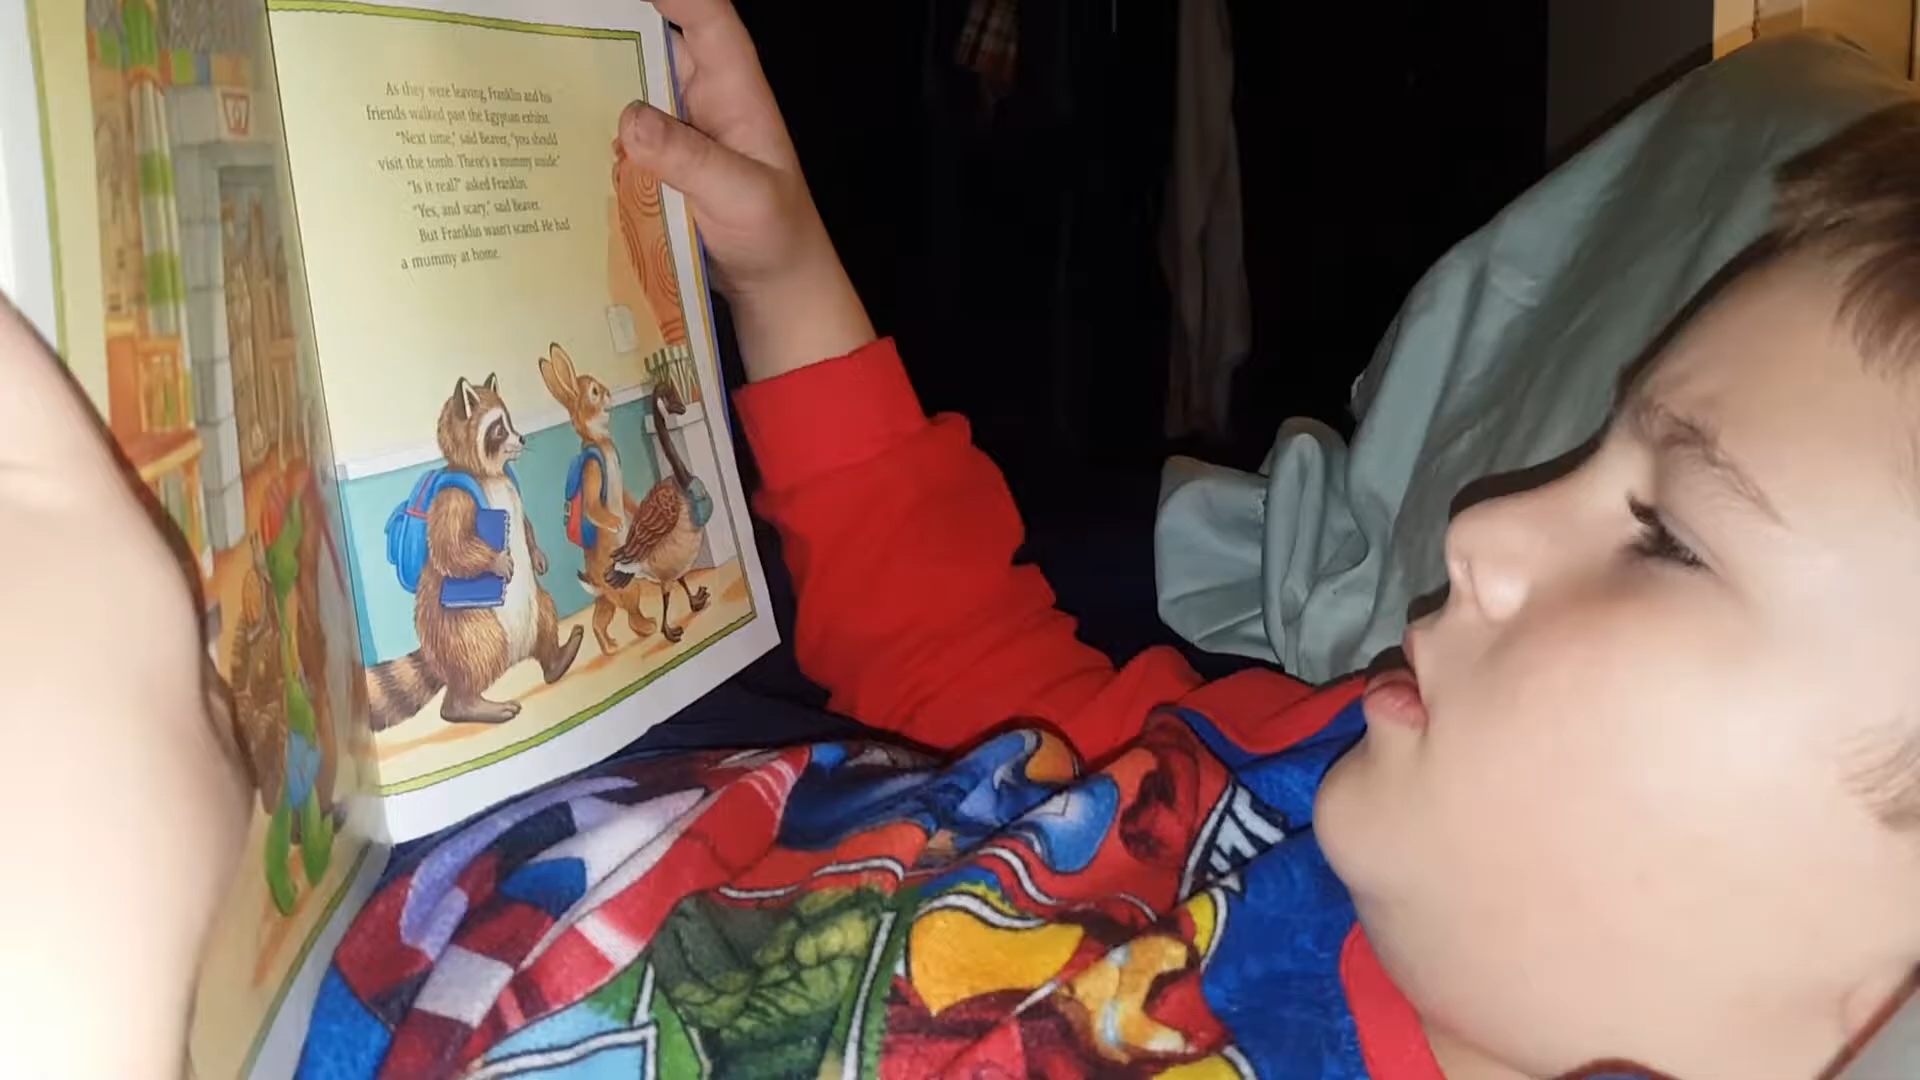 As they were leaving, Franklin and his
friends walked past the Egyptian exhibit.
"Next time," said Beaver, "you should
visit the tomb. There's a mummy inside."
"Is it real?" asked Franklin.
"Yes, and scary," said Beaver.
But Franklin wasn't scared. He had
a mummy at home.